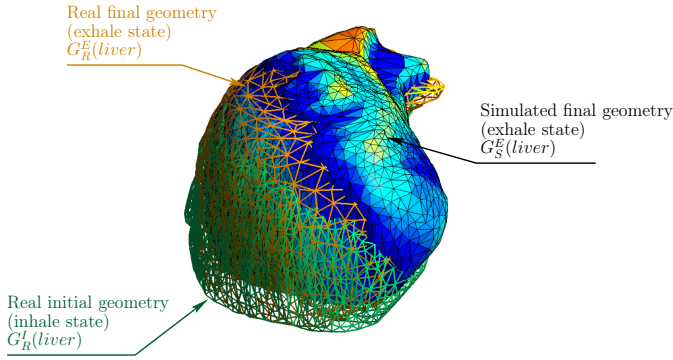 Real final geometry
(exhale state)
$G_R^E(liver)$
Simulated final geometry
(exhale state)
$G_S^E(liver)$
Real initial geometry
(inhale state)
$G_R^I(liver)$